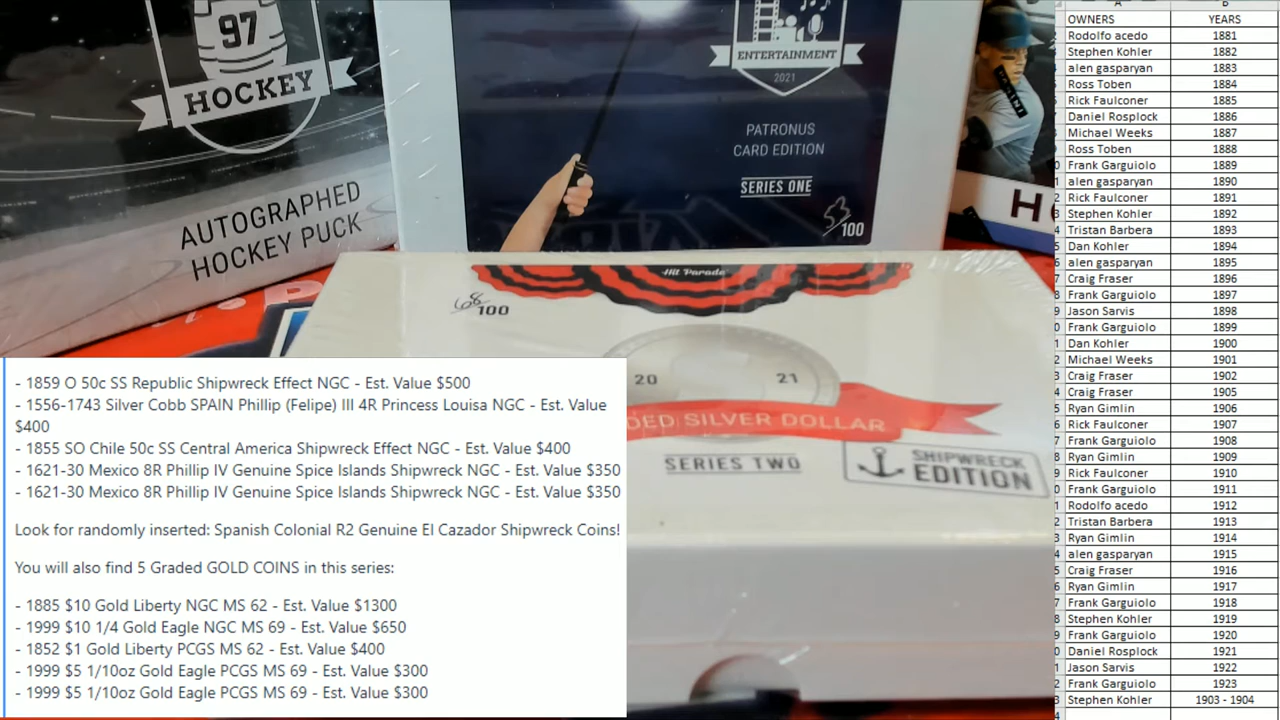 97
HOCKEY
AUTOGRAPHED
HOCKEY PUCK
ENTERTAINMENT
2021
PATRONUS
CARD EDITION
SERIES ONE
100
PANINI
H
Hit Parade
68/100
20 21
DED SILVER DOLLAR
SERIES TWO
SHIPWRECK
EDITION
- 1859 O 50c SS Republic Shipwreck Effect NGC - Est. Value $500
- 1556-1743 Silver Cobb SPAIN Phillip (Felipe) III 4R Princess Louisa NGC - Est. Value
$400
- 1855 SO Chile 50c SS Central America Shipwreck Effect NGC - Est. Value $400
- 1621-30 Mexico 8R Phillip IV Genuine Spice Islands Shipwreck NGC - Est. Value $350
- 1621-30 Mexico 8R Phillip IV Genuine Spice Islands Shipwreck NGC - Est. Value $350
Look for randomly inserted: Spanish Colonial R2 Genuine El Cazador Shipwreck Coins!
You will also find 5 Graded GOLD COINS in this series:
- 1885 $10 Gold Liberty NGC MS 62 - Est. Value $1300
- 1999 $10 1/4 Gold Eagle NGC MS 69 - Est. Value $650
- 1852 $1 Gold Liberty PCGS MS 62 - Est. Value $400
- 1999 $5 1/10oz Gold Eagle PCGS MS 69 - Est. Value $300
- 1999 $5 1/10oz Gold Eagle PCGS MS 69 - Est. Value $300
OWNERS YEARS
Rodolfo acedo 1881
Stephen Kohler 1882
alen gasparyan 1883
Ross Toben 1884
Rick Faulconer 1885
Daniel Rosplock 1886
Michael Weeks 1887
Ross Toben 1888
Frank Garguiolo 1889
alen gasparyan 1890
Rick Faulconer 1891
Stephen Kohler 1892
Tristan Barbera 1893
Dan Kohler 1894
alen gasparyan 1895
Craig Fraser 1896
Frank Garguiolo 1897
Jason Sarvis 1898
Frank Garguiolo 1899
Dan Kohler 1900
Michael Weeks 1901
Craig Fraser 1902
Craig Fraser 1905
Ryan Gimlin 1906
Rick Faulconer 1907
Frank Garguiolo 1908
Ryan Gimlin 1909
Rick Faulconer 1910
Frank Garguiolo 1911
Rodolfo acedo 1912
Tristan Barbera 1913
Ryan Gimlin 1914
alen gasparyan 1915
Craig Fraser 1916
Ryan Gimlin 1917
Frank Garguiolo 1918
Stephen Kohler 1919
Frank Garguiolo 1920
Daniel Rosplock 1921
Jason Sarvis 1922
Frank Garguiolo 1923
Stephen Kohler 1903 - 1904